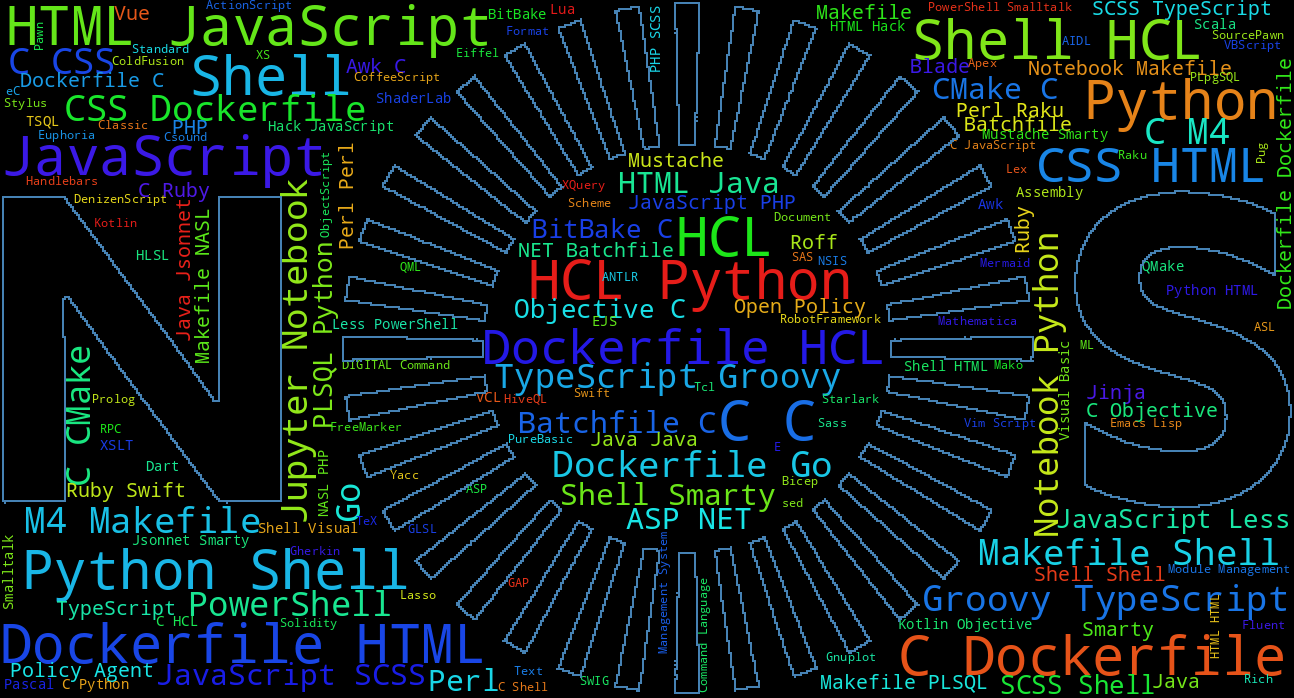 HTML JavaScript
Vue
ActionScript
Pawn
Standard
ColdFusion
XS
C CSS
Dockerfile C
eC
Stylus
Shell
Awk C
CoffeeScript
ShaderLab
CSS Dockerfile
TSQL
Classic
PHP
Euphoria
Csound
Hack JavaScript
JavaScript
Handlebars
C Ruby
DenizenScript
Kotlin
HLSL
Java Jsonnet
Makefile NASL
Jupyter Notebook
ObjectScript
PLSQL Python
Perl Perl
BitBake
Lua
Format
Eiffel
PHP SCSS
Makefile
HTML Hack
PowerShell Smalltalk
SCSS TypeScript
Scala
SourcePawn
VBScript
AIDL
Shell HCL
Blade
Apex
Notebook Makefile
PLpgSQL
CMake C
Python
Perl Raku
Batchfile
Mustache Smarty
C M4
C JavaScript
Raku
Pug
Lex
CSS HTML
Assembly
Awk
Ruby
Dockerfile Dockerfile
Mustache
XQuery
HTML Java
Scheme
JavaScript PHP
Document
BitBake C
HCL
Roff
NET Batchfile
SAS
NSIS
QML
ANTLR
HCL Python
Mermaid
QMake
Python HTML
Objective C
Open Policy
EJS
RobotFramework
Mathematica
ASL
Less PowerShell
Dockerfile HCL
ML
Notebook Python
Visual Basic
DIGITAL Command
Shell HTML
Mako
TypeScript
Tcl
Groovy
C CMake
Prolog
VCL
HiveQL
Swift
Starlark
Jinja
C Objective
Emacs Lisp
RPC
XSLT
FreeMarker
Batchfile C
C C
Sass
Vim Script
PureBasic
Java Java
E
Dart
Dockerfile Go
Yacc
Bicep
Ruby Swift
NASL PHP
Go
ASP
Shell Smarty
sed
M4 Makefile
Shell Visual
TeX
GLSL
ASP NET
JavaScript Less
Jsonnet Smarty
Gherkin
Smalltalk
Python Shell
Makefile Shell
Shell Shell
Module Management
GAP
Management System
Command Language
Lasso
TypeScript
PowerShell
C HCL
Solidity
Groovy TypeScript
Kotlin Objective
Smarty
HTML HTML
Fluent
Dockerfile HTML
C Dockerfile
Gnuplot
Policy Agent
JavaScript SCSS
Perl
Text
C Shell
SWIG
Pascal
C Python
Makefile PLSQL
SCSS Shell
Java
Rich